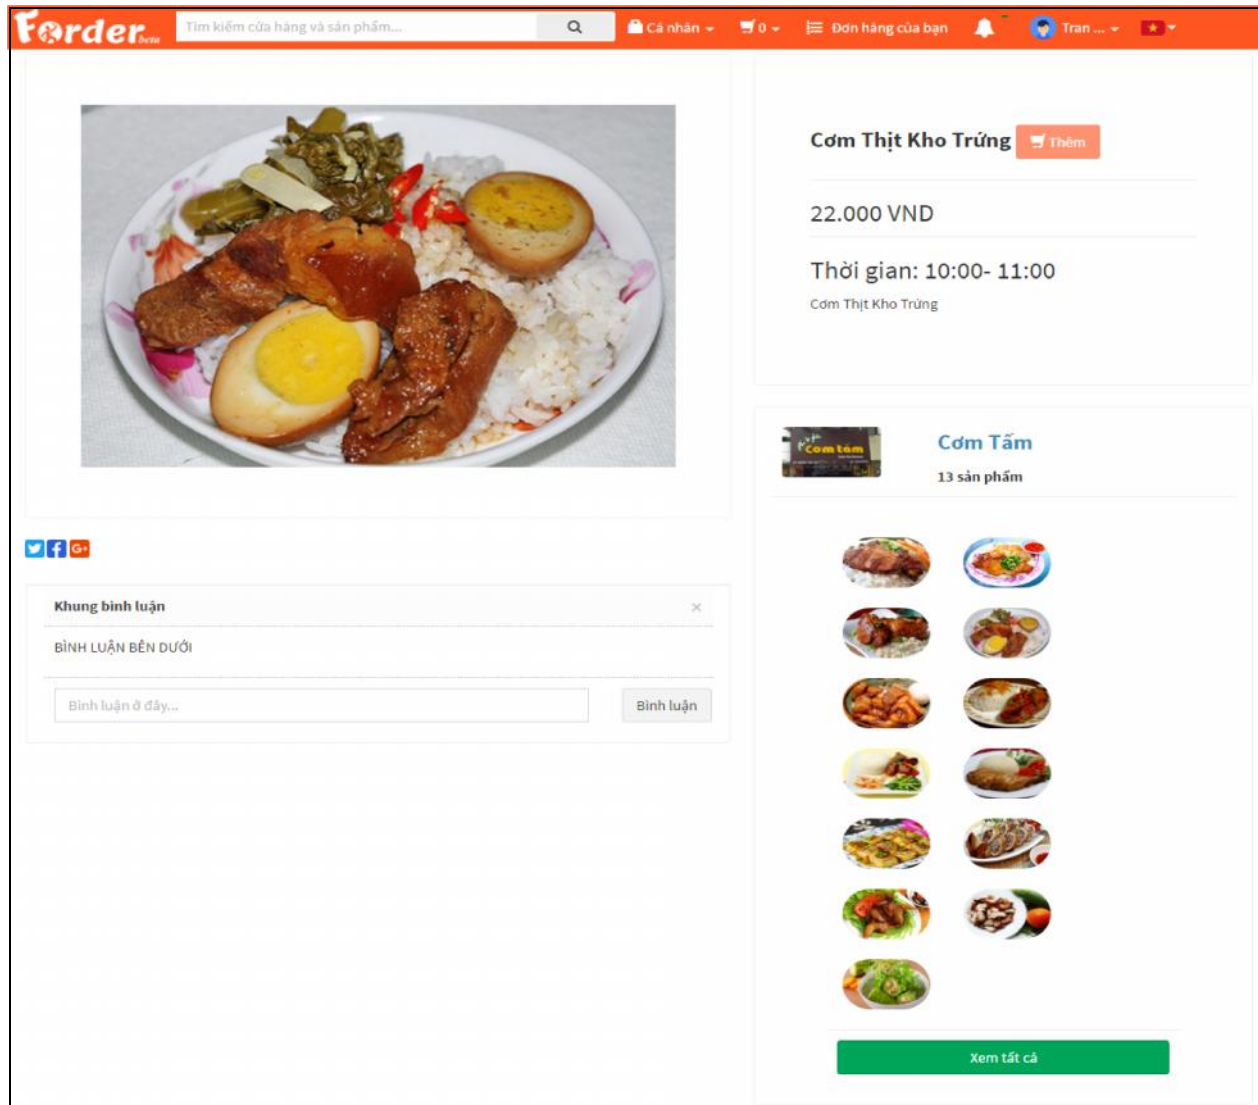 Forder beta
Tìm kiếm cửa hàng và sản phẩm...
Cá nhân
0
Đơn hàng của bạn
Tran ...
Cơm Thịt Kho Trứng
Thêm
22.000 VND
Thời gian: 10:00- 11:00
Cơm Thịt Kho Trứng
Cơm tấm
Cơm Tấm
13 sản phẩm
G+
Khung bình luận
×
BÌNH LUẬN BÊN DƯỚI
Bình luận ở đây...
Bình luận
Xem tất cả